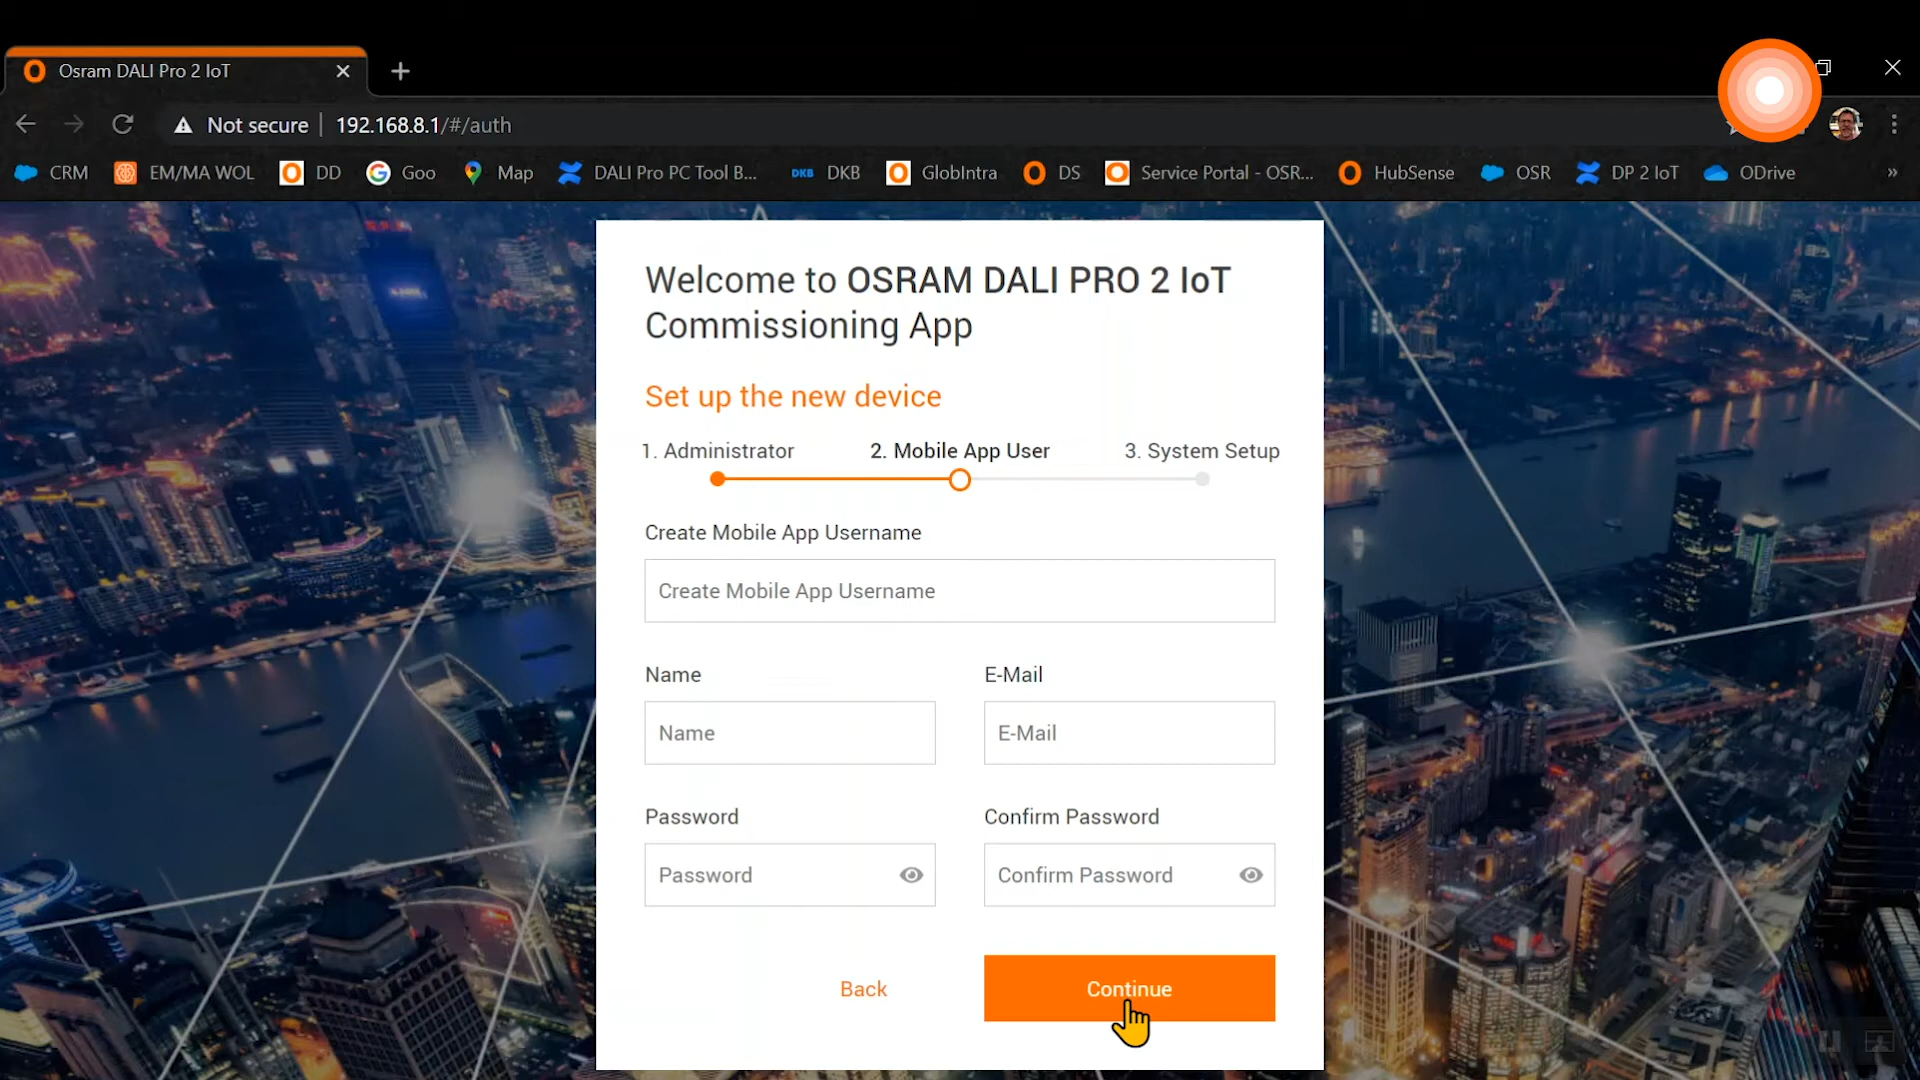 Osram DALI Pro 2 IoT
Not secure 192.168.8.1/#/auth
CRM EM/MA WOL DD Goo Map DALI Pro PC Tool B... DKB DKB GlobIntra DS Service Portal - OSR... HubSense OSR DP 2 IoT ODrive »
Welcome to OSRAM DALI PRO 2 IoT
Commissioning App
Set up the new device
1. Administrator 2. Mobile App User 3. System Setup
Create Mobile App Username
Create Mobile App Username
Name E-Mail
Name E-Mail
Password Confirm Password
Password Confirm Password
Back Continue